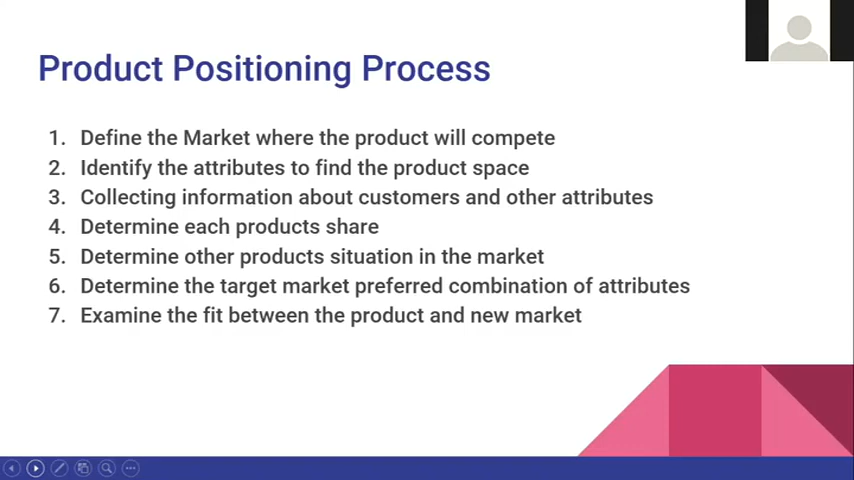 Product Positioning Process
1. Define the Market where the product will compete
2. Identify the attributes to find the product space
3. Collecting information about customers and other attributes
4. Determine each products share
5. Determine other products situation in the market
6. Determine the target market preferred combination of attributes
7. Examine the fit between the product and new market